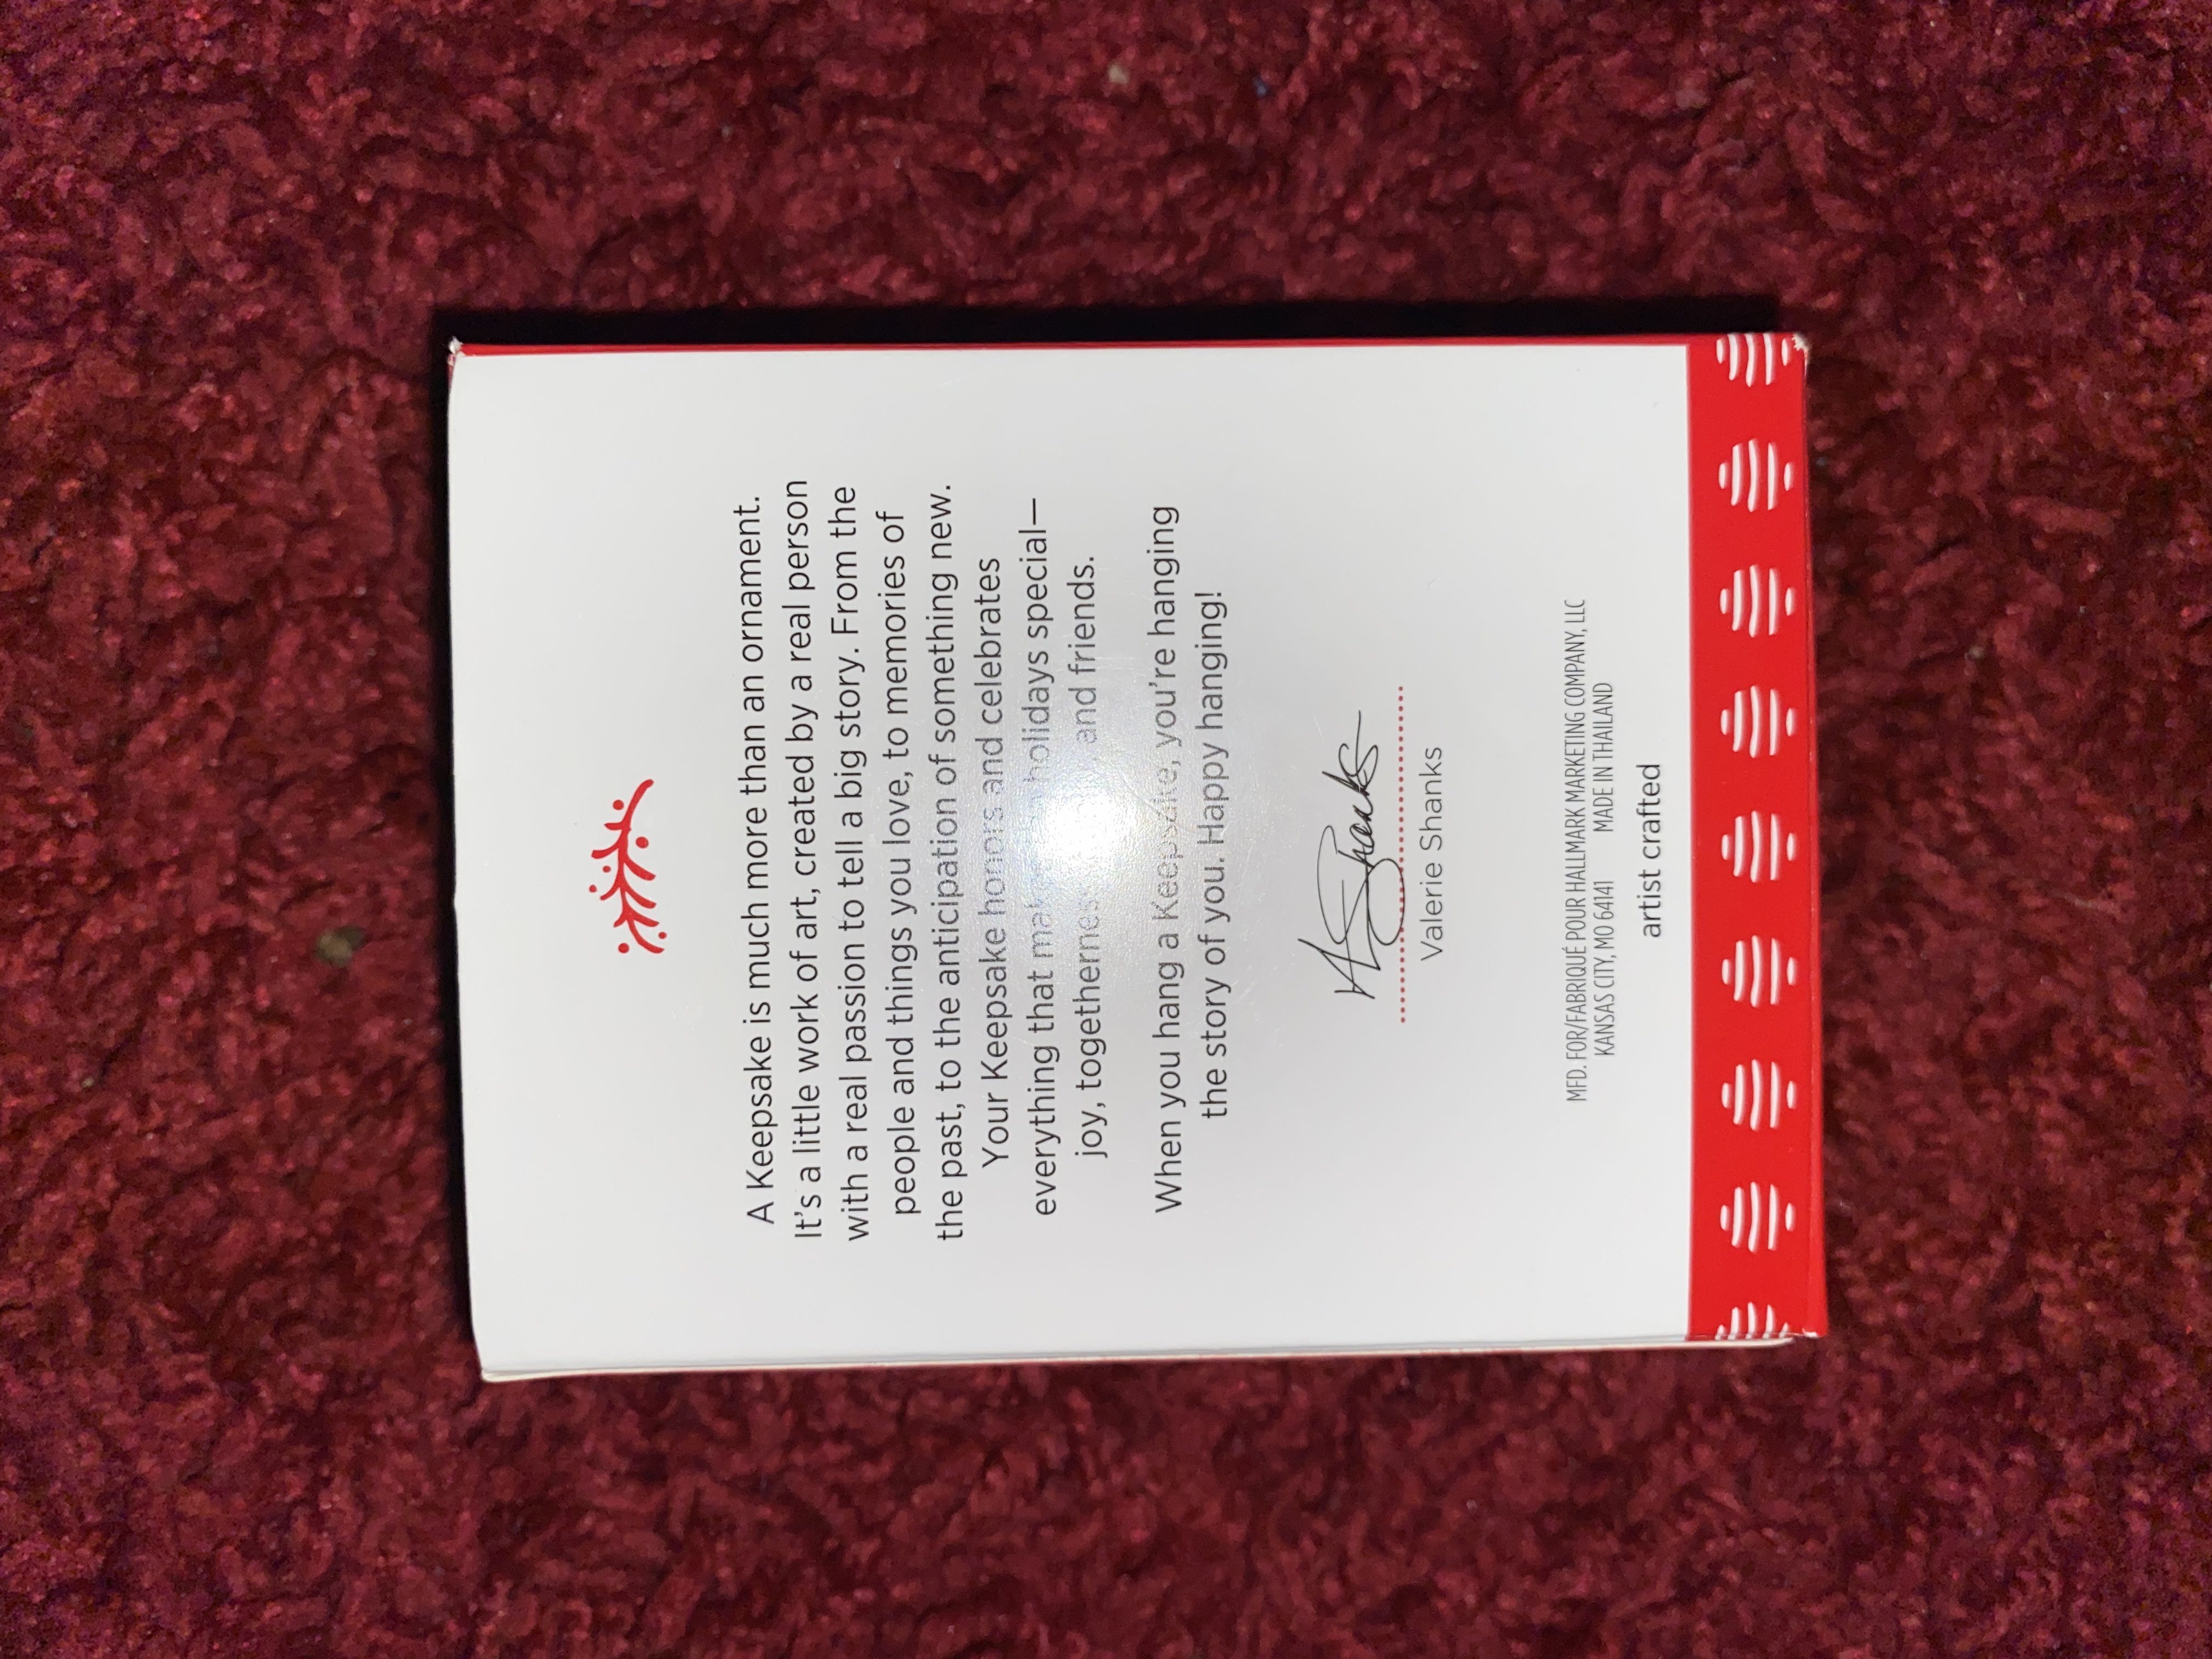 A Keepsake is much more than an ornament.
It's a little work of art, created by a real person
with a real passion to tell a big story. From the
people and things you love, to memories of
the past, to the anticipation of something new.
Your Keepsake honors and celebrates
everything that holidays special—
joy, and friends.
When you hang a Keepsake, you're hanging
the story of you. Happy hanging!
Valerie Shanks
MFD. FOR/FABRIQUÉ POUR HALLMARK MARKETING COMPANY, LLC
KANSAS CITY, MO 64141 MADE IN THAILAND
artist crafted